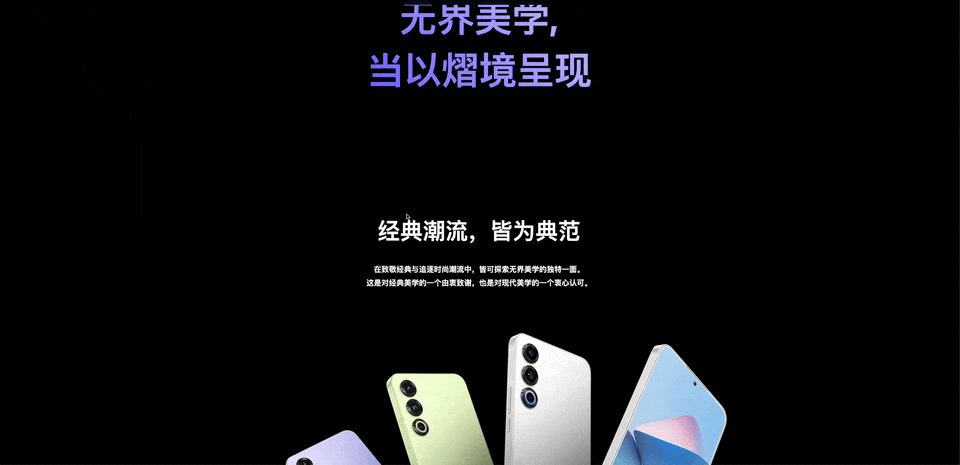 无界美学,
当以熠境呈现
经典潮流，皆为典范
在致敬经典与追逐时尚潮流中，皆可探索无界美学的独特一面。
这是对经典美学的一个由衷致谢，也是对现代美学的一个衷心认可。